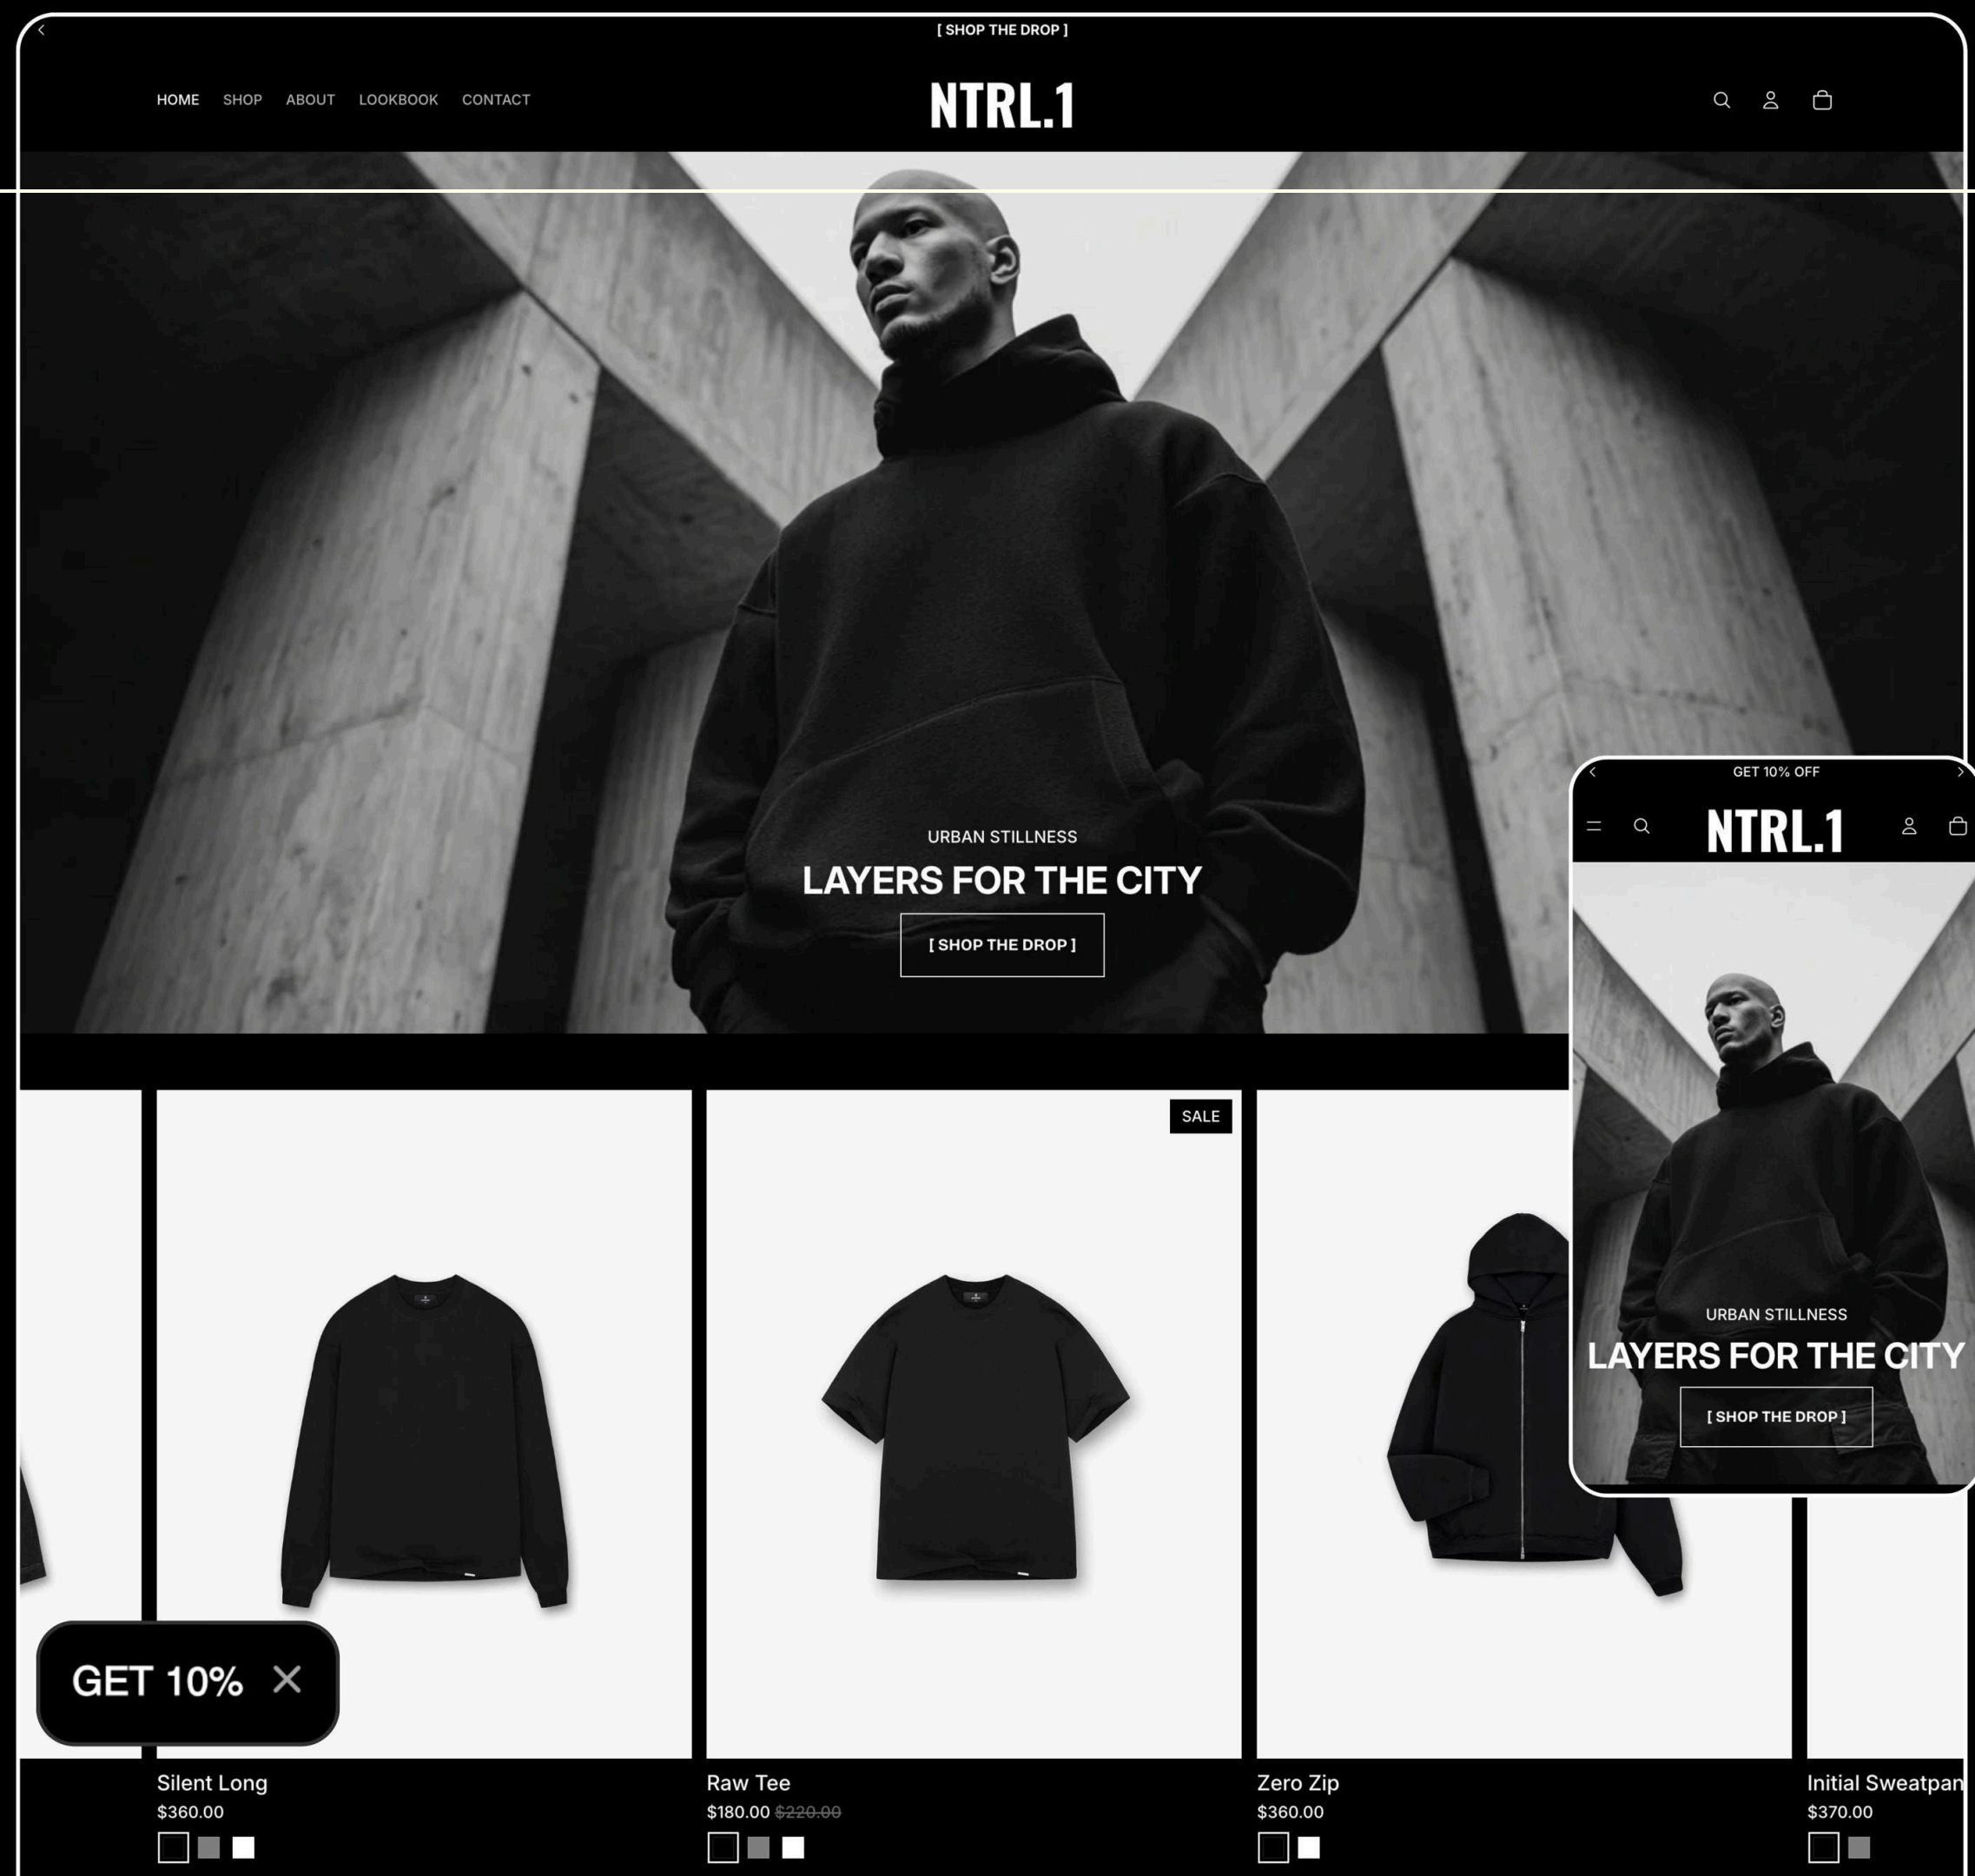 [ SHOP THE DROP ]
HOME SHOP ABOUT LOOKBOOK CONTACT
NTRL.1
URBAN STILLNESS
LAYERS FOR THE CITY
[ SHOP THE DROP ]
GET 10% OFF
NTRL.1
URBAN STILLNESS
LAYERS FOR THE CITY
[ SHOP THE DROP ]
SALE
GET 10%
Silent Long
$360.00
Raw Tee
$180.00 $220.00
Zero Zip
$360.00
Initial Sweatpan
$370.00